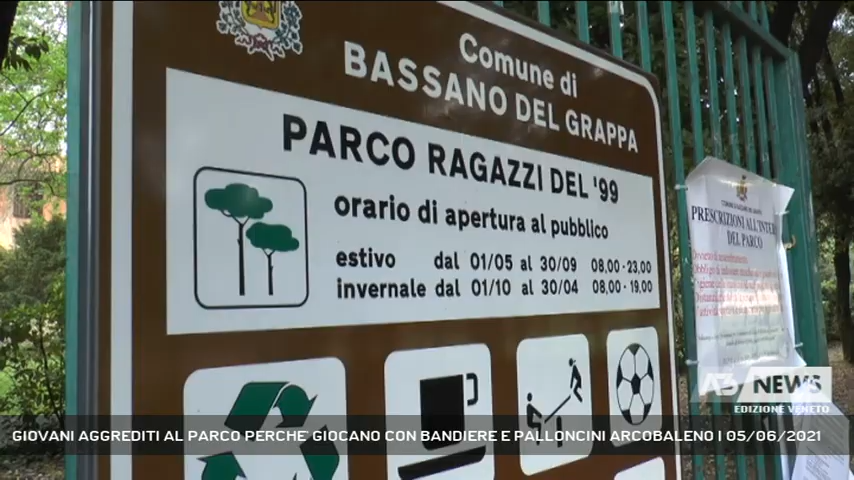 Comune di
BASSANO DEL GRAPPA
PARCO RAGAZZI DEL '99
orario di apertura al pubblico
estivo dal 01/05 al 30/09 08,00-23,00
invernale dal 01/10 al 30/04 08,00-19,00
PRESCRIZIONI ALL'INTER
DEL PARCO
A3 NEWS
EDIZIONE VENETO
GIOVANI AGGREDITI AL PARCO PERCHE' GIOCANO CON BANDIERE E PALLONCINI ARCOBALENO | 05/06/2021